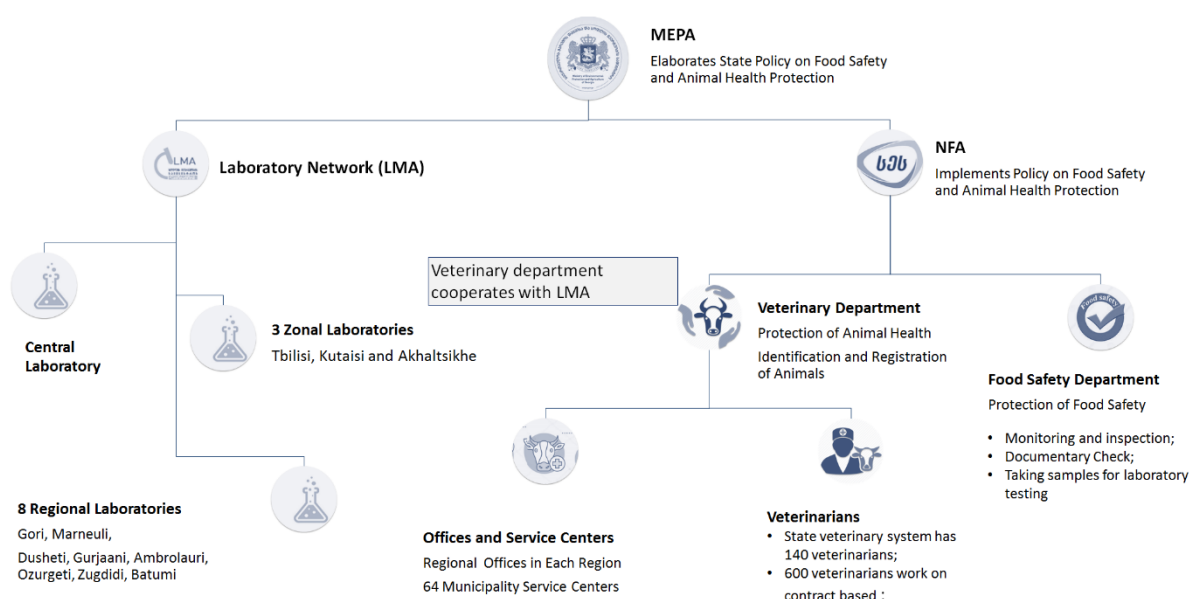 MEPA
Elaborates State Policy on Food Safety
and Animal Health Protection
LMA
Laboratory Network (LMA)
სეს
NFA
Implements Policy on Food Safety
and Animal Health Protection
Veterinary department
cooperates with LMA
Central
Laboratory
3 Zonal Laboratories
Tbilisi, Kutaisi and Akhaltsikhe
Veterinary Department
Protection of Animal Health
Identification and Registration
of Animals
Food safety
Food Safety Department
Protection of Food Safety
• Monitoring and inspection;
• Documentary Check;
• Taking samples for laboratory
testing
8 Regional Laboratories
Gori, Marneuli,
Dusheti, Gurjaani, Ambrolauri,
Ozurgeti, Zugdidi, Batumi
Offices and Service Centers
Regional Offices in Each Region
64 Municipality Service Centers
Veterinarians
• State veterinary system has
140 veterinarians;
• 600 veterinarians work on
contract based ;